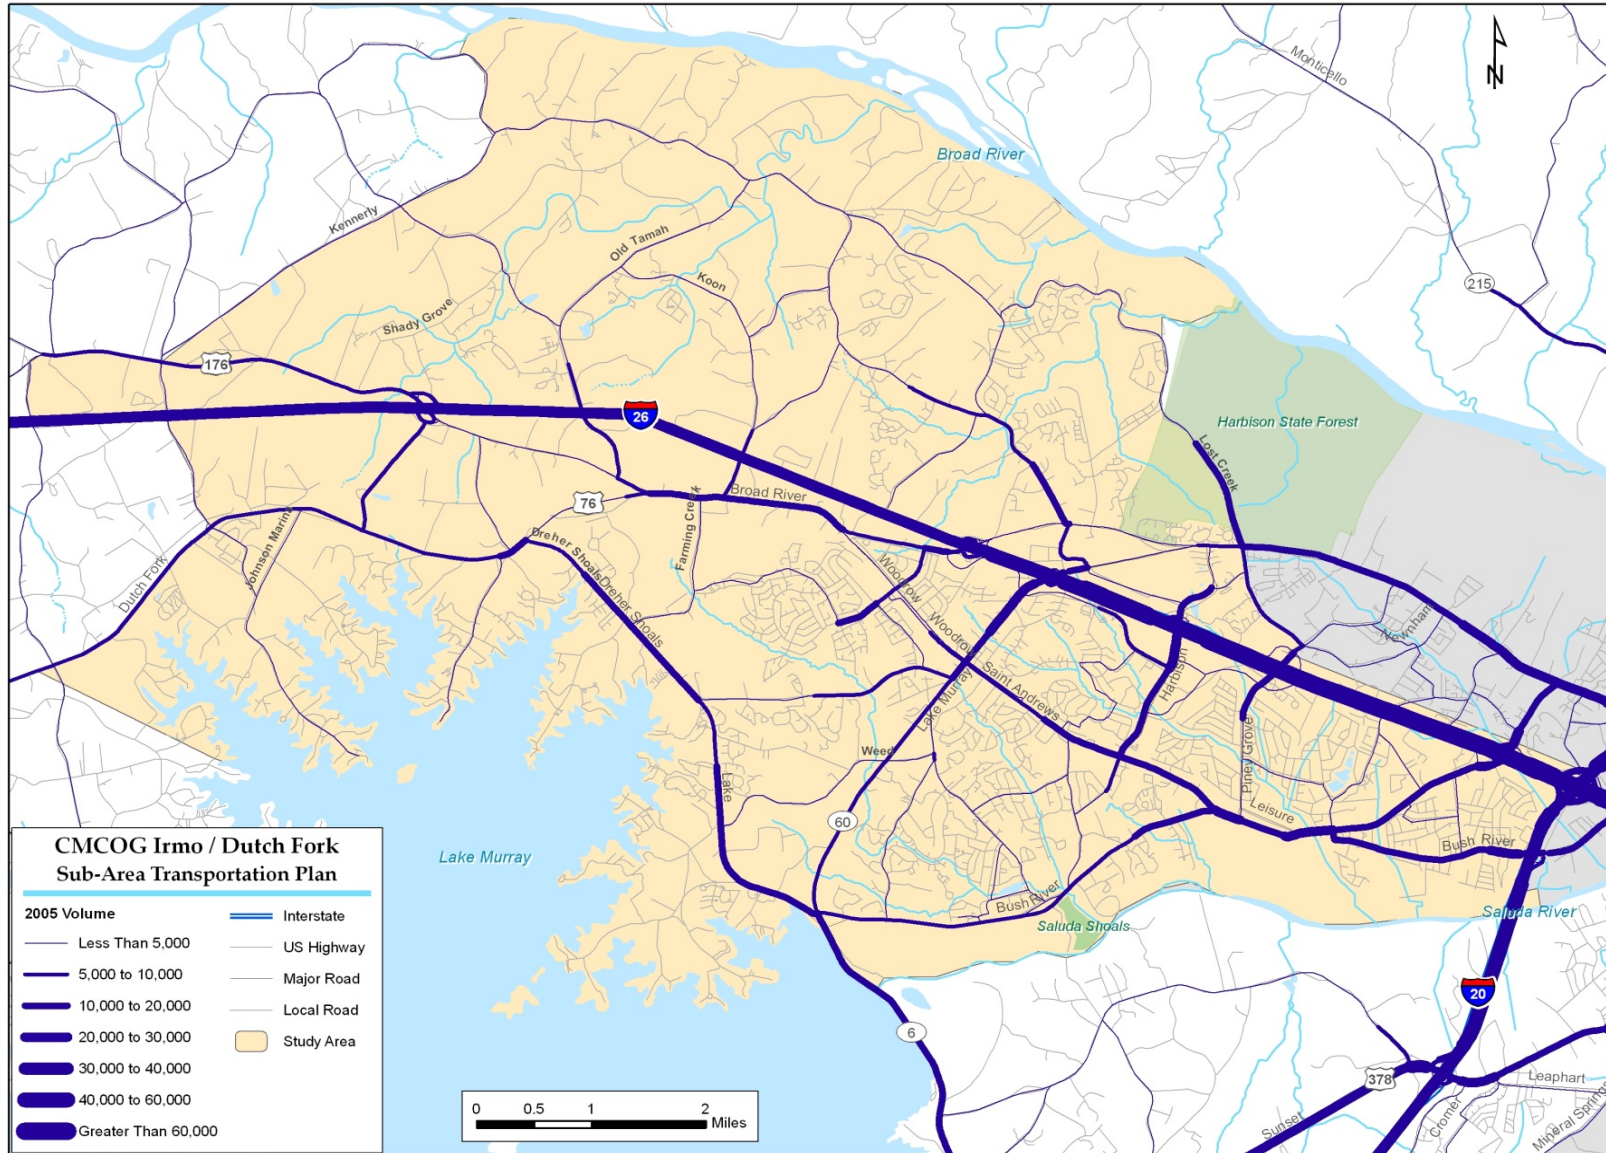 Monticello
N
Broad River
Kennerly
Old Tamah
Koon
215
Shady Grove
176
26
Harbison State Forest
Lost Creek
76
Broad River
Farming Creek
Dreher Shoals
Dreher Shoals
Johnson Marina
Dutch Fork
Woodrow
Woodrow
Saint Andrews
Newnham
Harbison
Lake Murray
Weed
Piney Grove
Lake
Leisure
60
Bush River
Lake Murray
Bush River
Saluda Shoals
Saluda River
20
6
378
Leaphart
Sunset
Cromer
Mineral Springs
CMCOG Irmo / Dutch Fork
Sub-Area Transportation Plan
2005 Volume
Less Than 5,000
5,000 to 10,000
10,000 to 20,000
20,000 to 30,000
30,000 to 40,000
40,000 to 60,000
Greater Than 60,000
Interstate
US Highway
Major Road
Local Road
Study Area
0 0.5 1 2
Miles